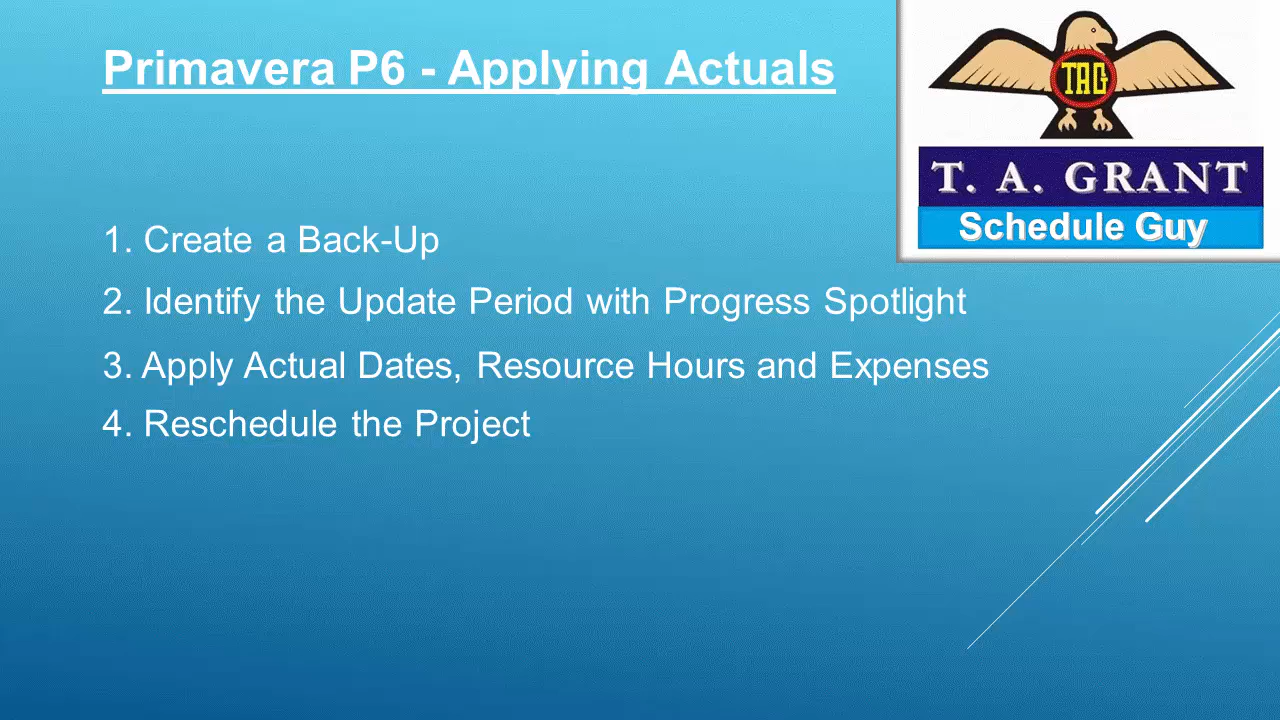 Primavera P6 - Applying Actuals
TAG
T. A. GRANT
Schedule Guy
1. Create a Back-Up
2. Identify the Update Period with Progress Spotlight
3. Apply Actual Dates, Resource Hours and Expenses
4. Reschedule the Project